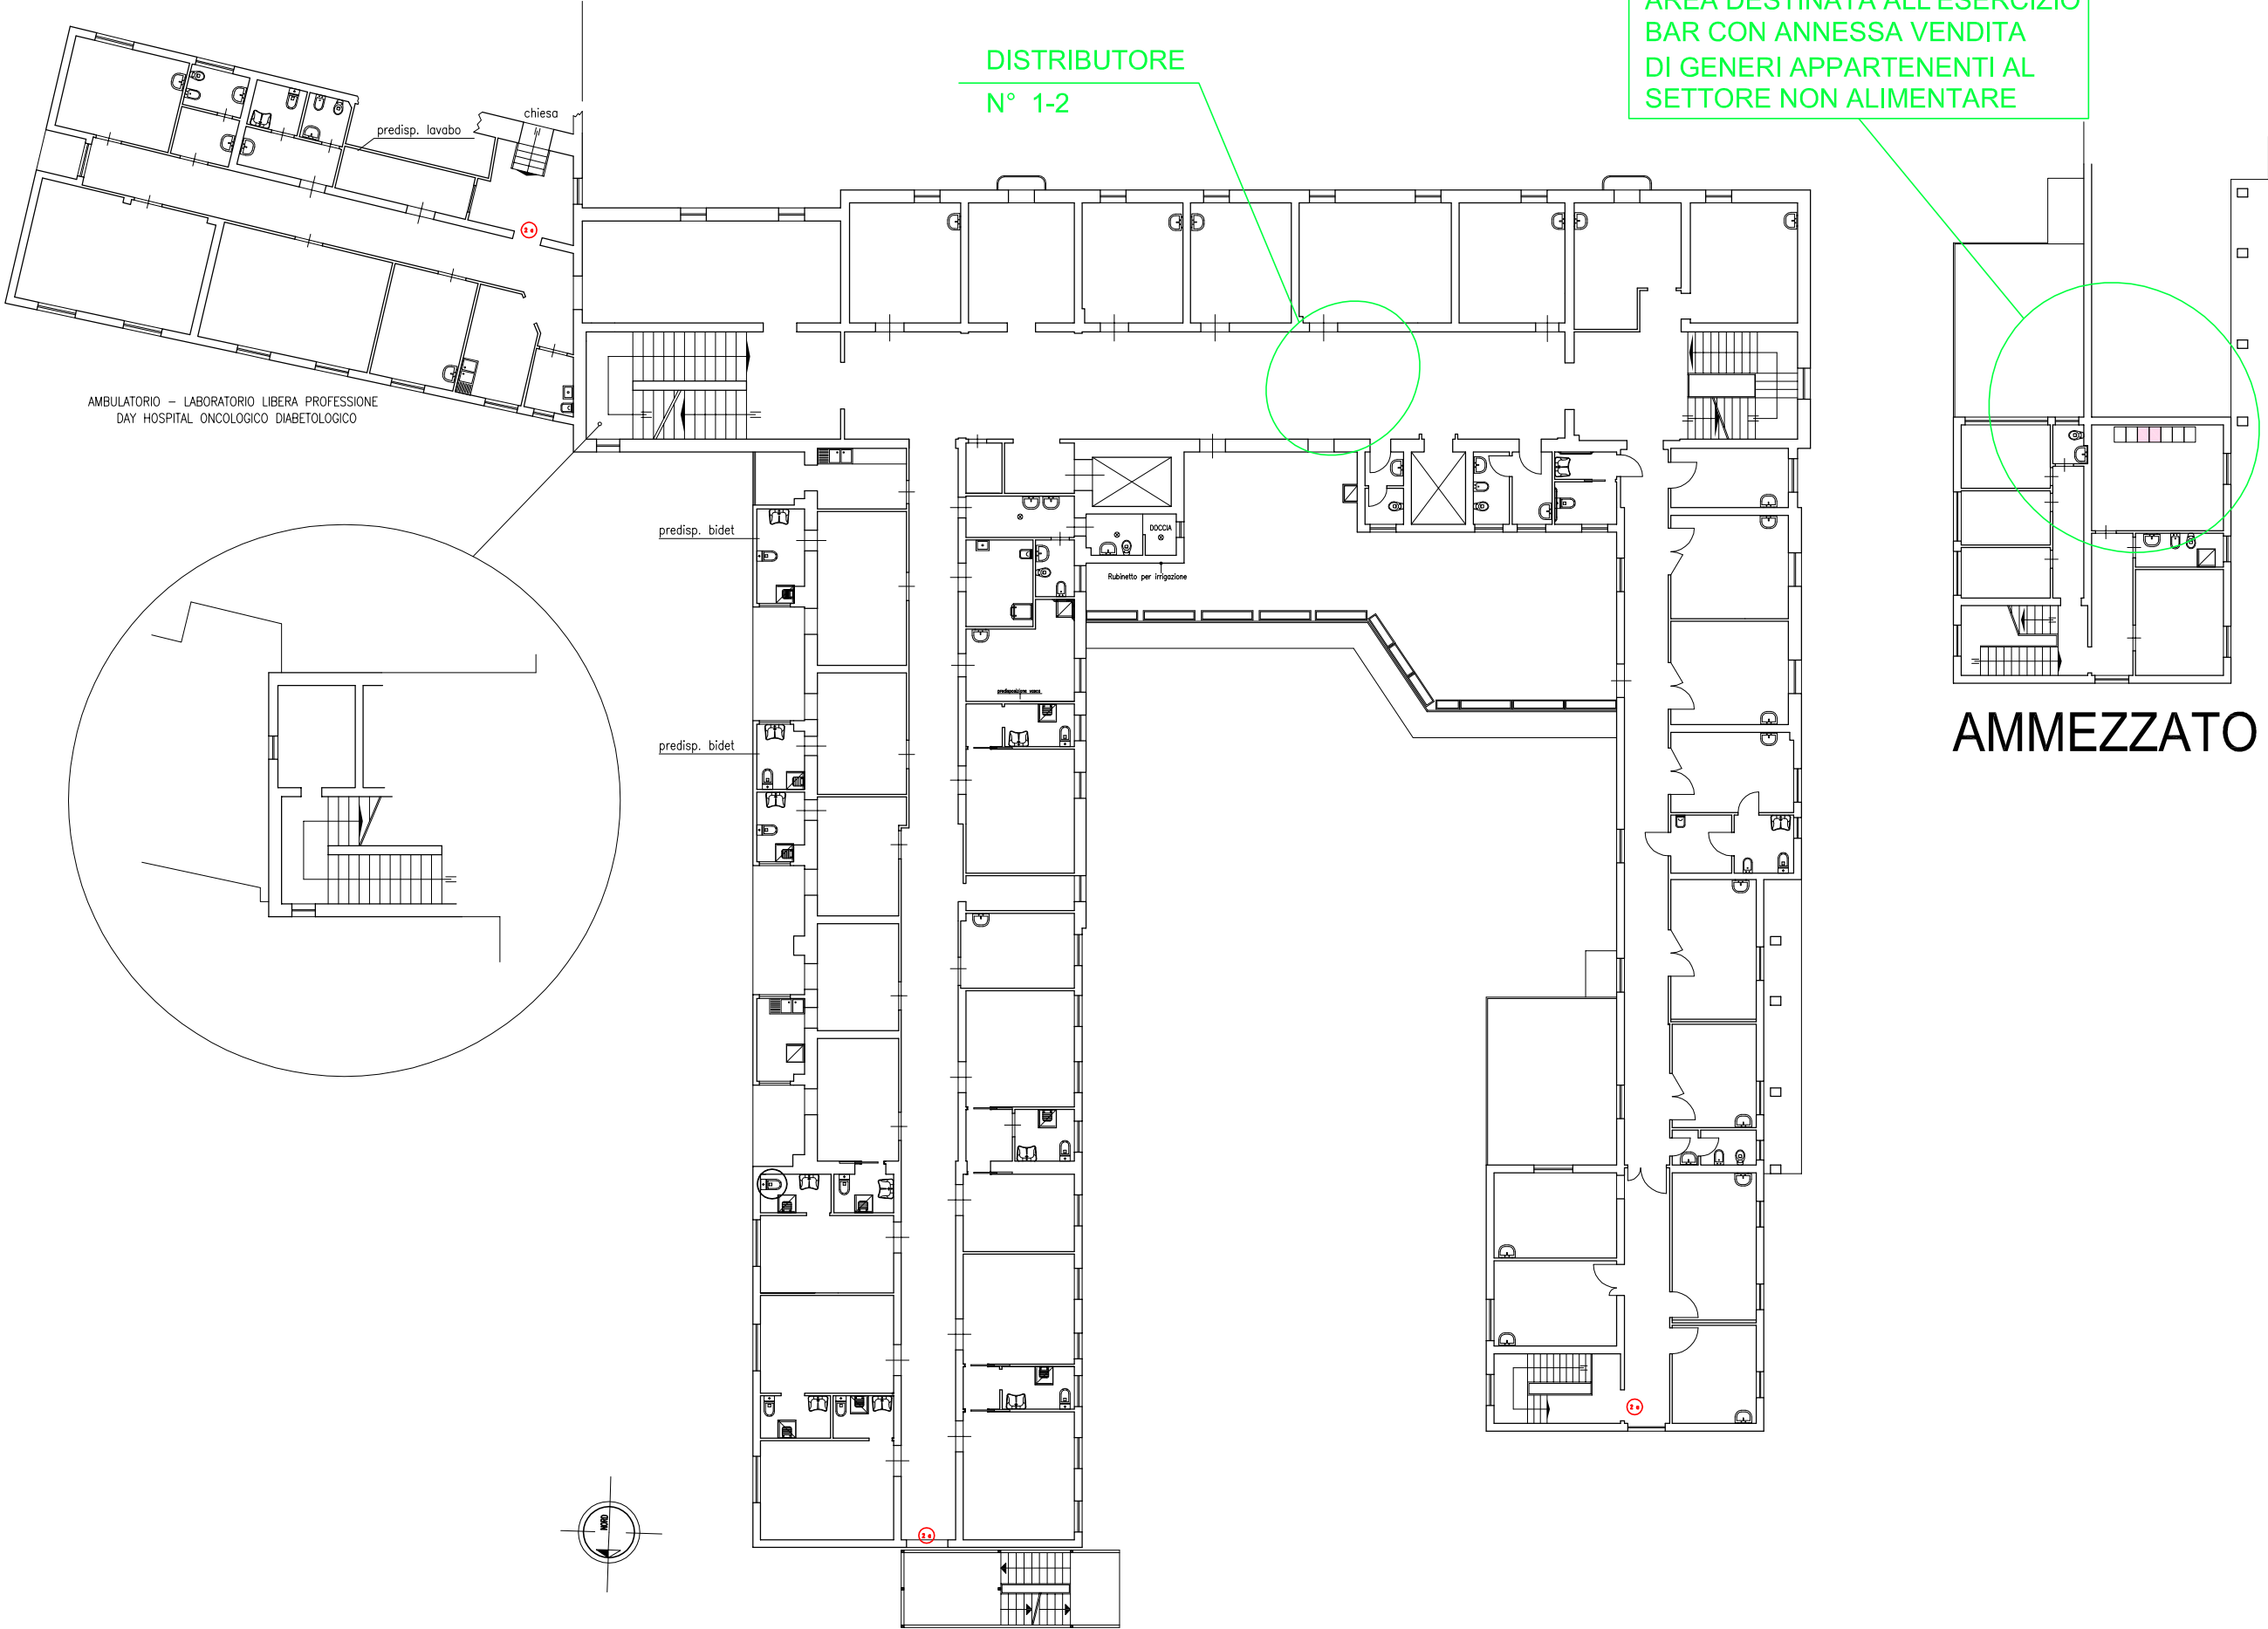 AREA DESTINATA ALL'ESERCIZIO
BAR CON ANNESSA VENDITA
DI GENERI APPARTENENTI AL
SETTORE NON ALIMENTARE
DISTRIBUTORE
N° 1-2
chiesa
predisp. lavabo
AMBULATORIO – LABORATORIO LIBERA PROFESSIONE
DAY HOSPITAL ONCOLOGICO DIABETOLOGICO
predisp. bidet
DOCCIA
Rubinetto per irrigazione
predisposizione vasca
predisp. bidet
AMMEZZATO
NORD